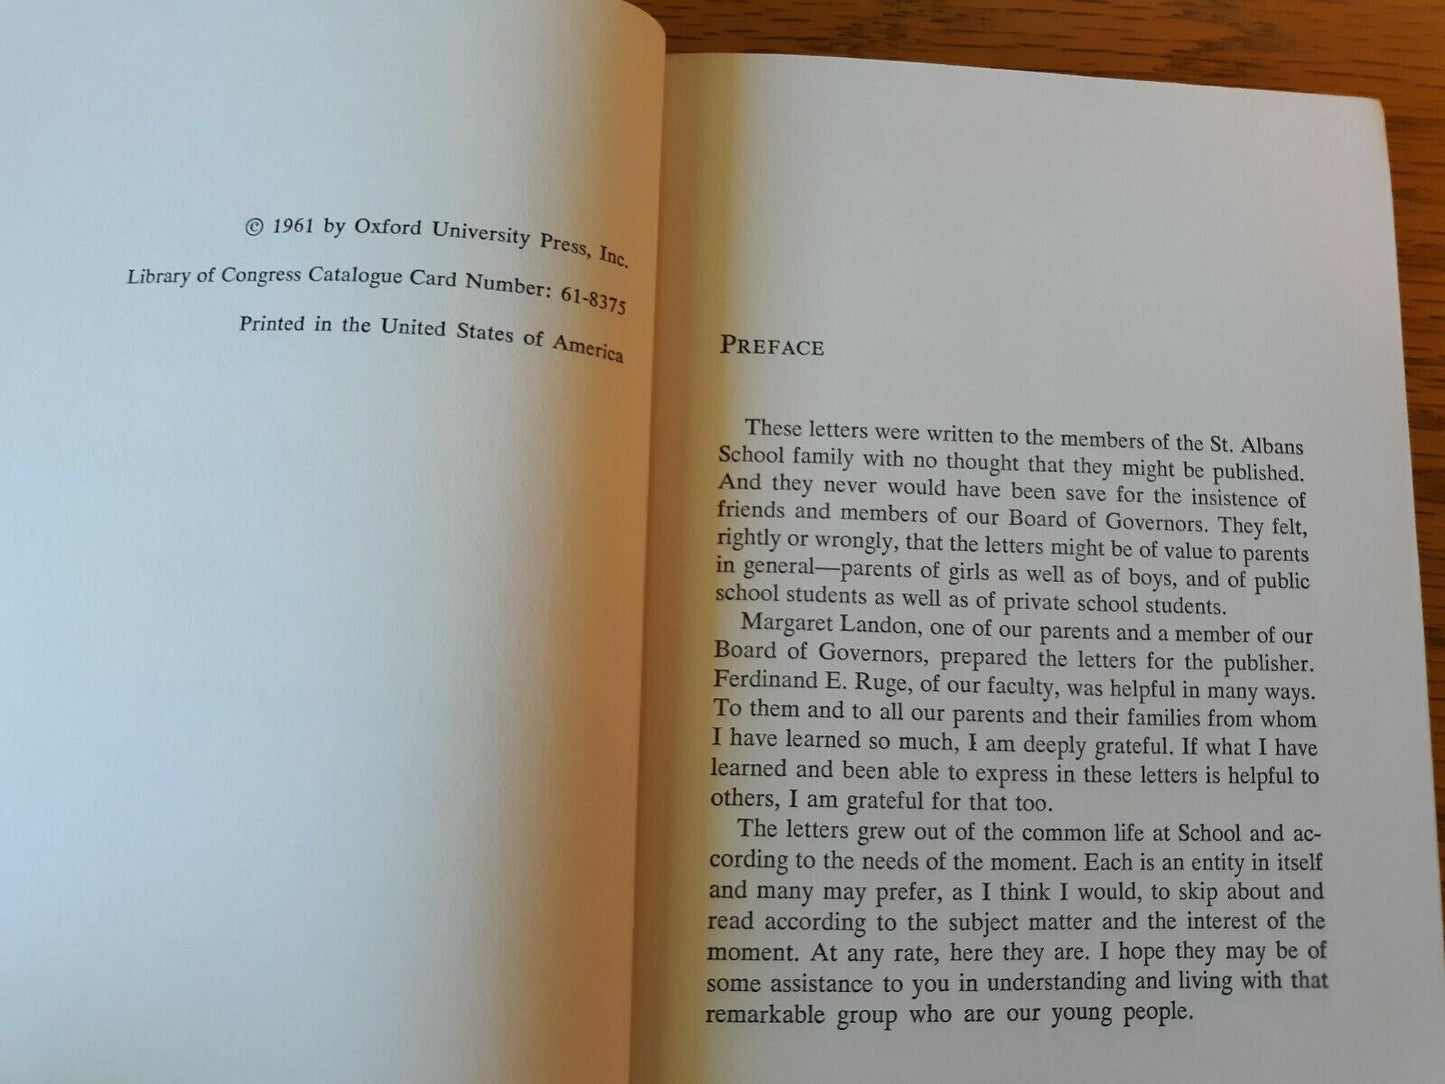 © 1961 by Oxford University Press, Inc.
Library of Congress Catalogue Card Number: 61-8375
Printed in the United States of America
PREFACE
These letters were written to the members of the St. Albans
School family with no thought that they might be published.
And they never would have been save for the insistence of
friends and members of our Board of Governors. They felt,
rightly or wrongly, that the letters might be of value to parents
in general—parents of girls as well as of boys, and of public
school students as well as of private school students.
Margaret Landon, one of our parents and a member of our
Board of Governors, prepared the letters for the publisher.
Ferdinand E. Ruge, of our faculty, was helpful in many ways.
To them and to all our parents and their families from whom
I have learned so much, I am deeply grateful. If what I have
learned and been able to express in these letters is helpful to
others, I am grateful for that too.
The letters grew out of the common life at School and ac-
cording to the needs of the moment. Each is an entity in itself
and many may prefer, as I think I would, to skip about and
read according to the subject matter and the interest of the
moment. At any rate, here they are. I hope they may be of
some assistance to you in understanding and living with that
remarkable group who are our young people.